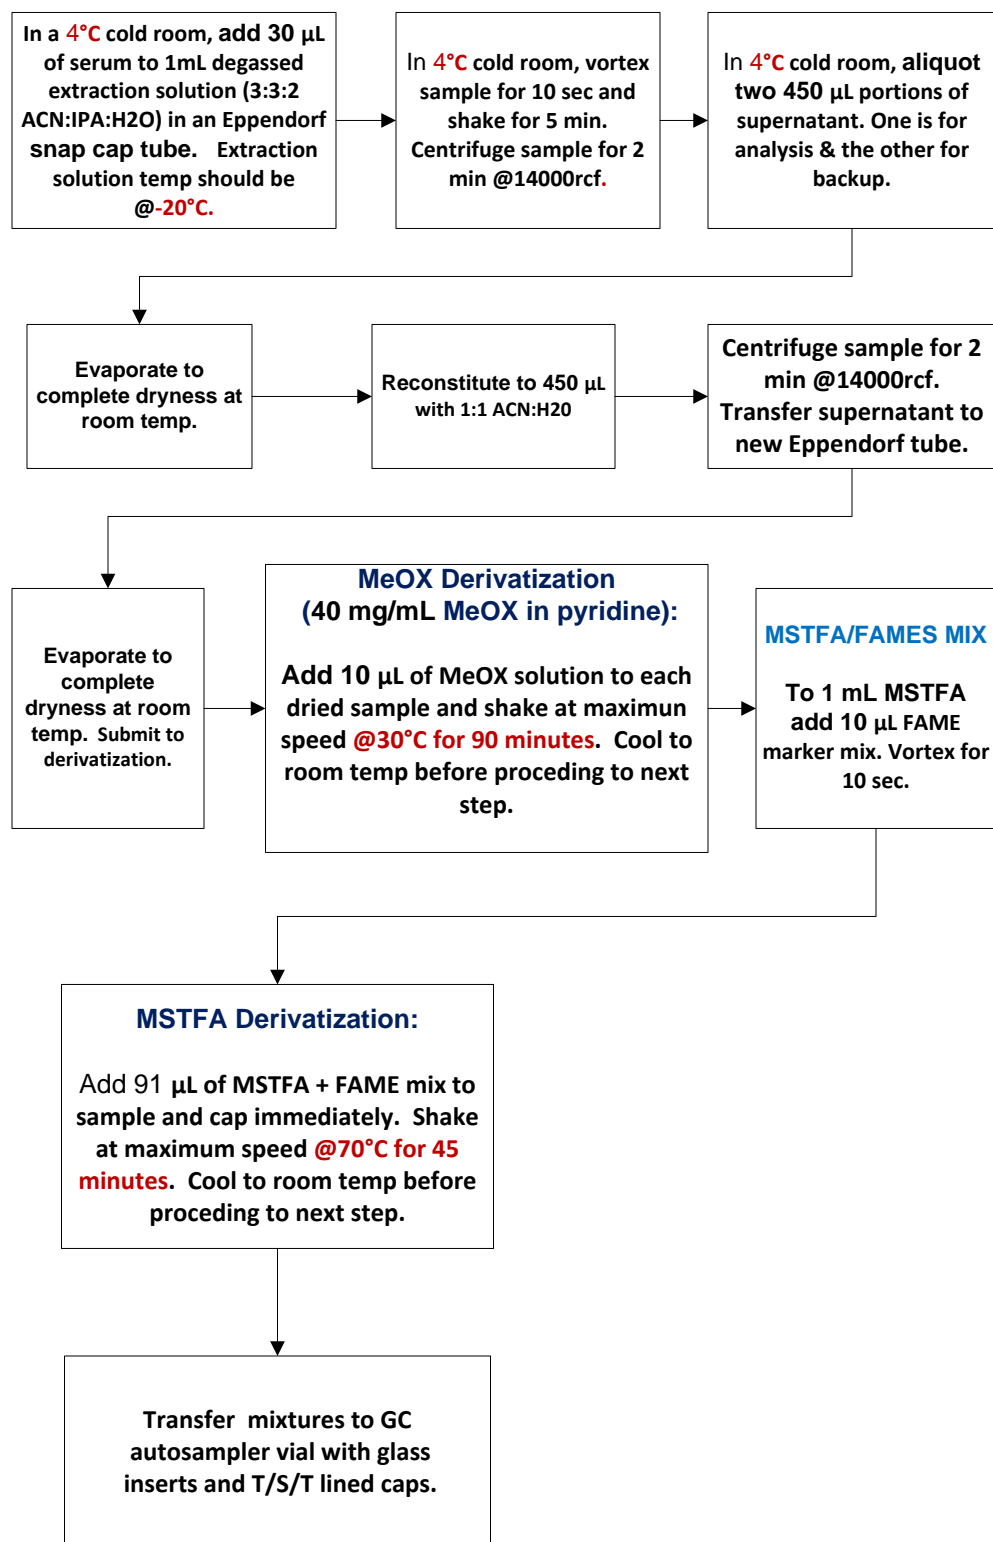 In a 4°C cold room, add 30 µL
of serum to 1mL degassed
extraction solution (3:3:2
ACN:IPA:H2O) in an Eppendorf
snap cap tube. Extraction
solution temp should be
@-20°C.
In 4°C cold room, vortex
sample for 10 sec and
shake for 5 min.
Centrifuge sample for 2
min @14000rcf.
In 4°C cold room, aliquot
two 450 µL portions of
supernatant. One is for
analysis & the other for
backup.
Evaporate to
complete dryness at
room temp.
Reconstitute to 450 µL
with 1:1 ACN:H20
Centrifuge sample for 2
min @14000rcf.
Transfer supernatant to
new Eppendorf tube.
Evaporate to
complete
dryness at room
temp. Submit to
derivatization.
MeOX Derivatization
(40 mg/mL MeOX in pyridine):
Add 10 µL of MeOX solution to each
dried sample and shake at maximun
speed @30°C for 90 minutes. Cool to
room temp before proceding to next
step.
MSTFA/FAMES MIX
To 1 mL MSTFA
add 10 µL FAME
marker mix. Vortex for
10 sec.
MSTFA Derivatization:
Add 91 µL of MSTFA + FAME mix to
sample and cap immediately. Shake
at maximum speed @70°C for 45
minutes. Cool to room temp before
proceding to next step.
Transfer mixtures to GC
autosampler vial with glass
inserts and T/S/T lined caps.